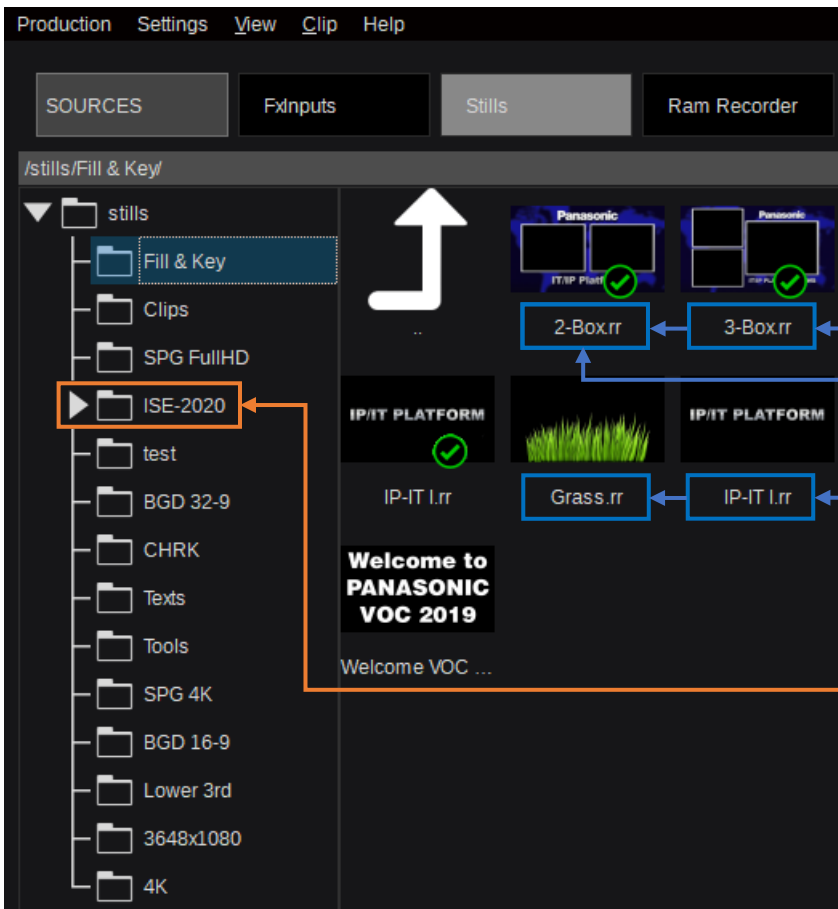 Production Settings View Clip Help
SOURCES FxInputs Stills Ram Recorder
/stills/Fill & Key/
stills
Fill & Key
Clips
SPG FullHD
ISE-2020
test
BGD 32-9
CHRK
Texts
Tools
SPG 4K
BGD 16-9
Lower 3rd
3648x1080
4K
..
Panasonic
IT/IP Platf
2-Box.rr
Panasonic
3-Box.rr
IP/IT PLATFORM
IP-IT I.rr
Grass.rr
IP/IT PLATFORM
IP-IT I.rr
Welcome to
PANASONIC
VOC 2019
Welcome VOC ...